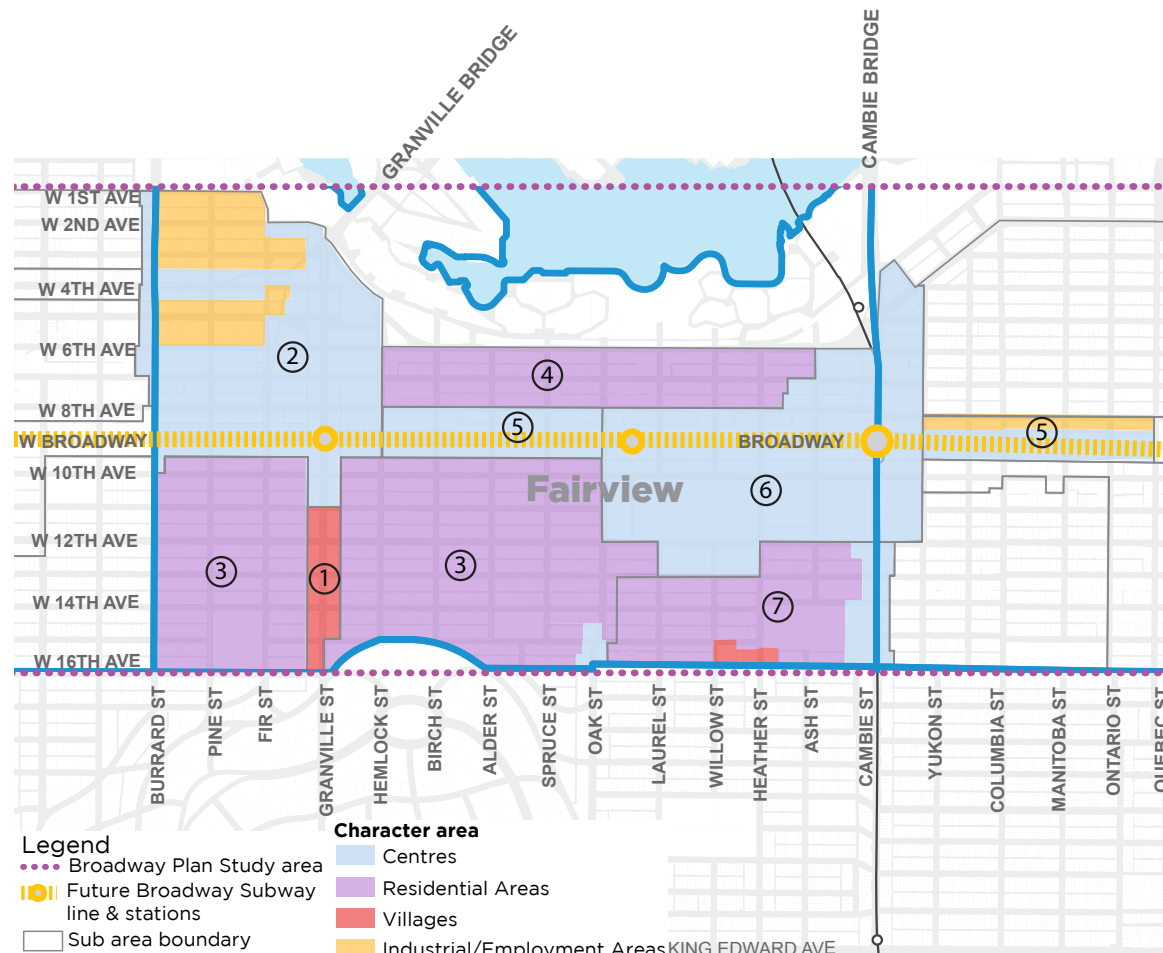 GRANVILLE BRIDGE
CAMBIE BRIDGE
W 1ST AVE
W 2ND AVE
W 4TH AVE
W 6TH AVE
W 8TH AVE
W BROADWAY
W 10TH AVE
W 12TH AVE
W 14TH AVE
W 16TH AVE
2
4
5
BROADWAY
5
Fairview
6
3
1
3
7
BURRARD ST
PINE ST
FIR ST
GRANVILLE ST
HEMLOCK ST
BIRCH ST
ALDER ST
SPRUCE ST
OAK ST
LAUREL ST
WILLOW ST
HEATHER ST
ASH ST
CAMBIE ST
YUKON ST
COLUMBIA ST
MANITOBA ST
ONTARIO ST
QUEBEC ST
Legend
Broadway Plan Study area
Future Broadway Subway
line & stations
Sub area boundary
Character area
Centres
Residential Areas
Villages
Industrial/Employment Areas
KING EDWARD AVE